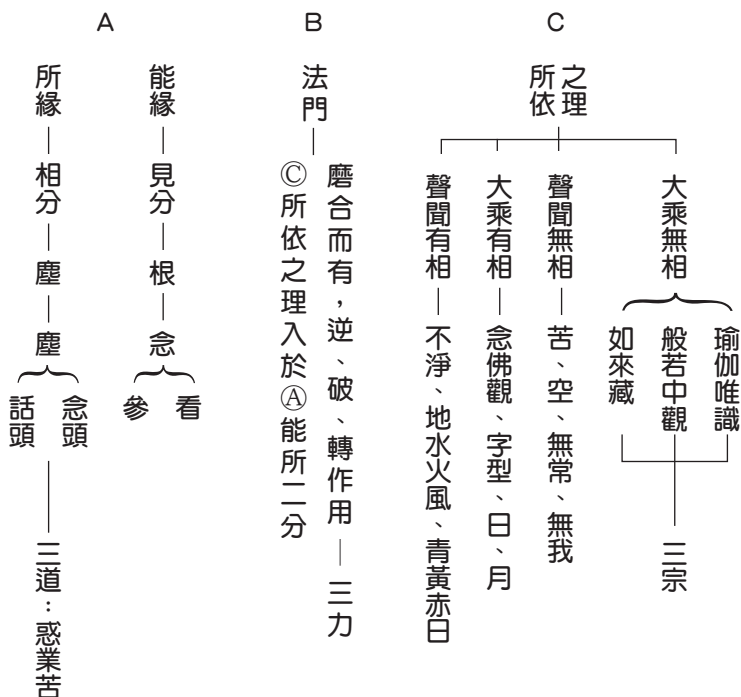 A
所緣 — 相分 — 塵 — 塵
話頭
念頭
三道：惑業苦
能緣 — 見分 — 根 — 念
參
看
B
法門
Ⓒ所依之理入於Ⓐ能所二分
磨合而有，逆、破、轉作用 — 三力
C
所依
之理
聲聞有相 — 不淨、地水火風、青黃赤日
大乘有相 — 念佛觀、字型、日、月
聲聞無相 — 苦、空、無常、無我
大乘無相
如來藏
般若中觀
瑜伽唯識
三宗